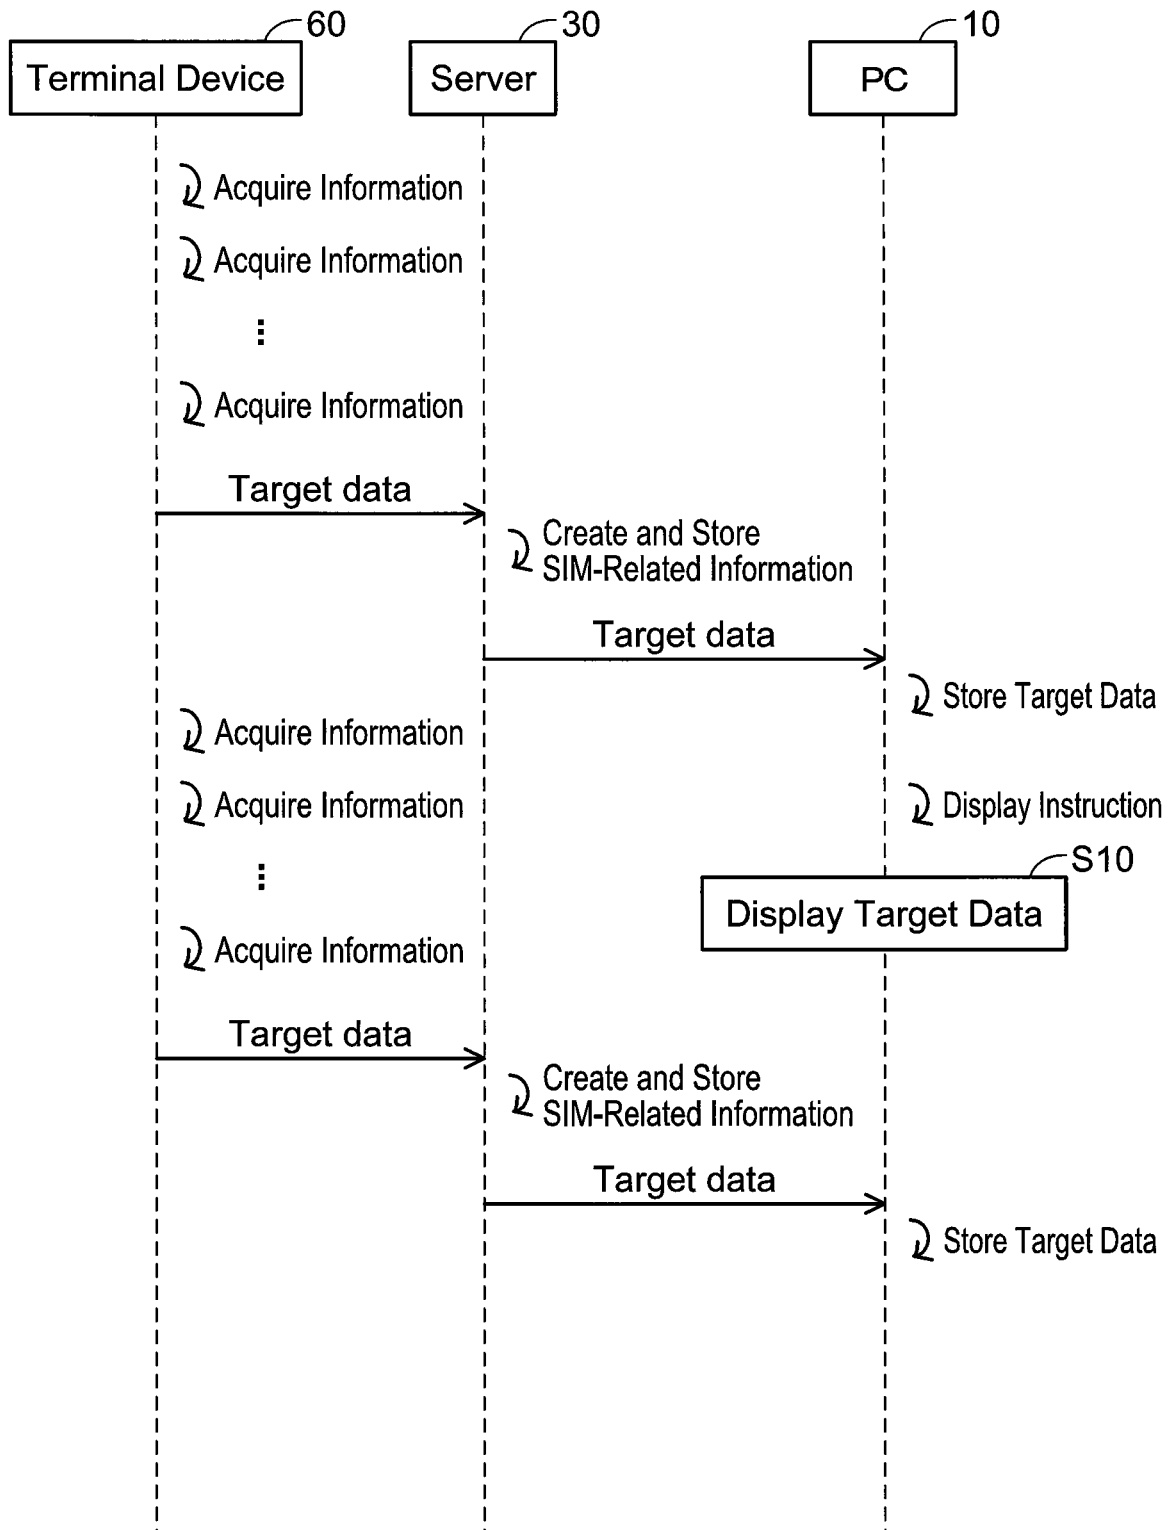 60
30
10
Terminal Device
Server
PC
Acquire Information
Acquire Information
Acquire Information
Target data
Create and Store
SIM-Related Information
Target data
Store Target Data
Acquire Information
Acquire Information
Display Instruction
S10
Display Target Data
Acquire Information
Target data
Create and Store
SIM-Related Information
Target data
Store Target Data